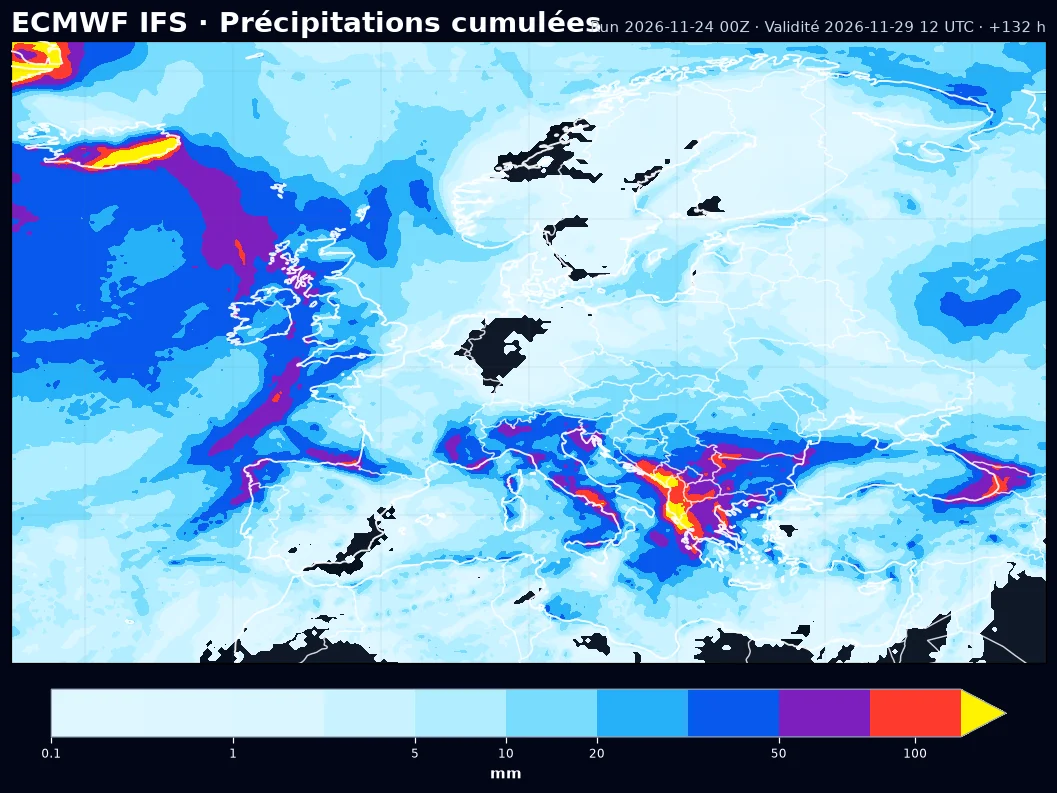 ECMWF IFS · Précipitations cumulées
Run 2026-11-24 00Z · Validité 2026-11-29 12 UTC · +132 h
0.1 1 5 10 20 50 100
mm